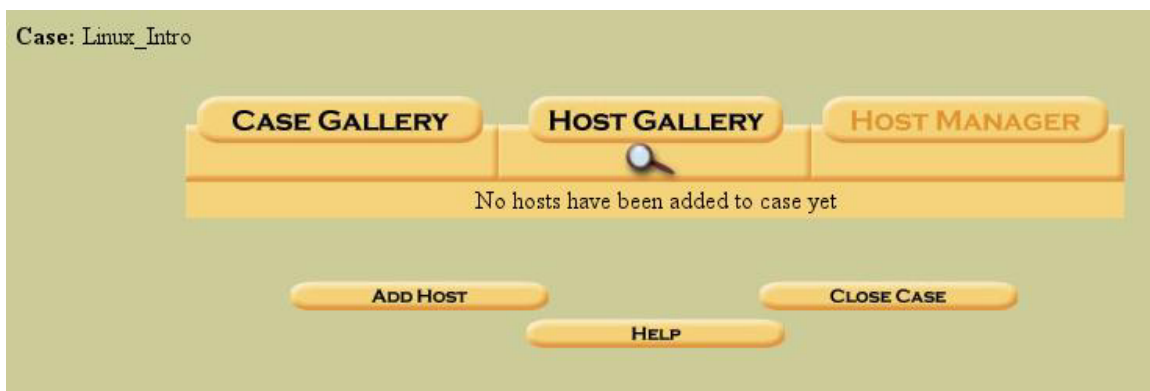 Case: Linux_Intro
CASE GALLERY HOST GALLERY HOST MANAGER
No hosts have been added to case yet
ADD HOST CLOSE CASE
HELP